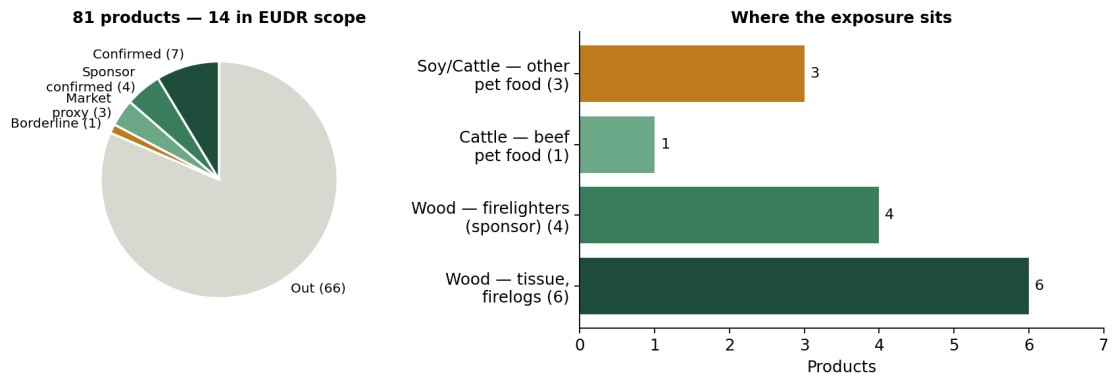 81 products — 14 in EUDR scope
Confirmed (7)
Sponsor
confirmed (4)
Market
proxy (3)
Borderline (1)
Out (66)
Where the exposure sits
Soy/Cattle — other
pet food (3)
3
Cattle — beef
pet food (1)
1
Wood — firelighters
(sponsor) (4)
4
Wood — tissue,
firelogs (6)
6
0 1 2 3 4 5 6 7
Products